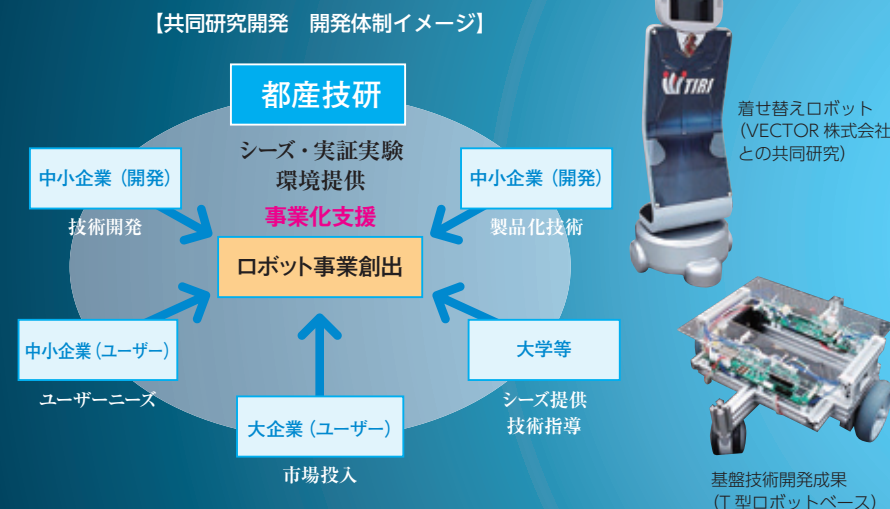 【共同研究開発　開発体制イメージ】
都産技研
シーズ・実証実験
環境提供
事業化支援
ロボット事業創出
中小企業（開発）
技術開発
中小企業（開発）
製品化技術
中小企業（ユーザー）
ユーザーニーズ
大企業（ユーザー）
市場投入
大学等
シーズ提供
技術指導
TIRI
着せ替えロボット
（VECTOR 株式会社
との共同研究）
基盤技術開発成果
（T 型ロボットベース）